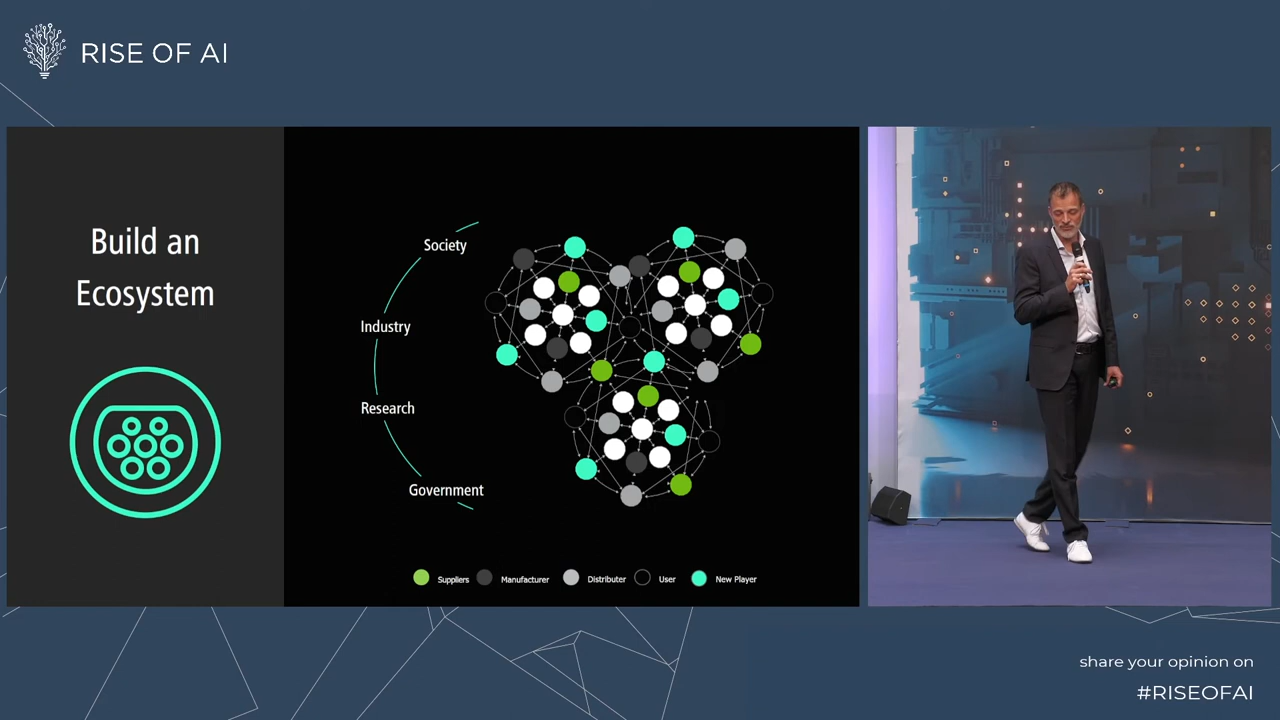 RISE OF AI
Build an
Ecosystem
Society
Industry
Research
Government
Suppliers
Manufacturer
Distributer
User
New Player
share your opinion on
#RISEOFAI